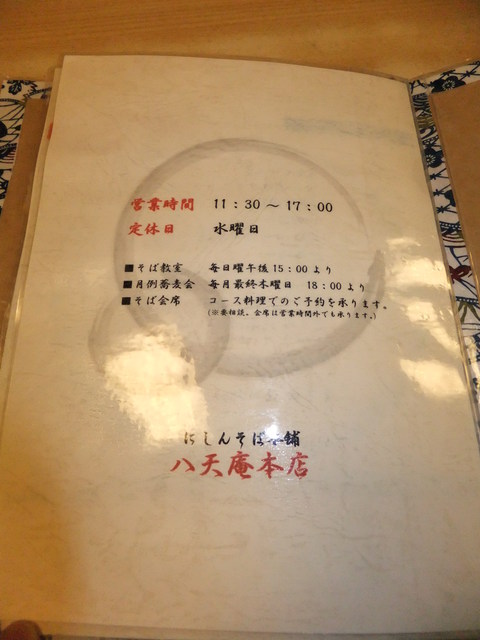 営業時間 11:30～17:00
定休日 水曜日
■そば教室 毎日曜午後15:00より
■月例蕎麦会 毎月最終木曜日 18:00より
■そば会席 コース料理でのご予約を承ります。
(※要相談、会席は営業時間外でも承ります。)
にしんそば本舗
八天庵本店